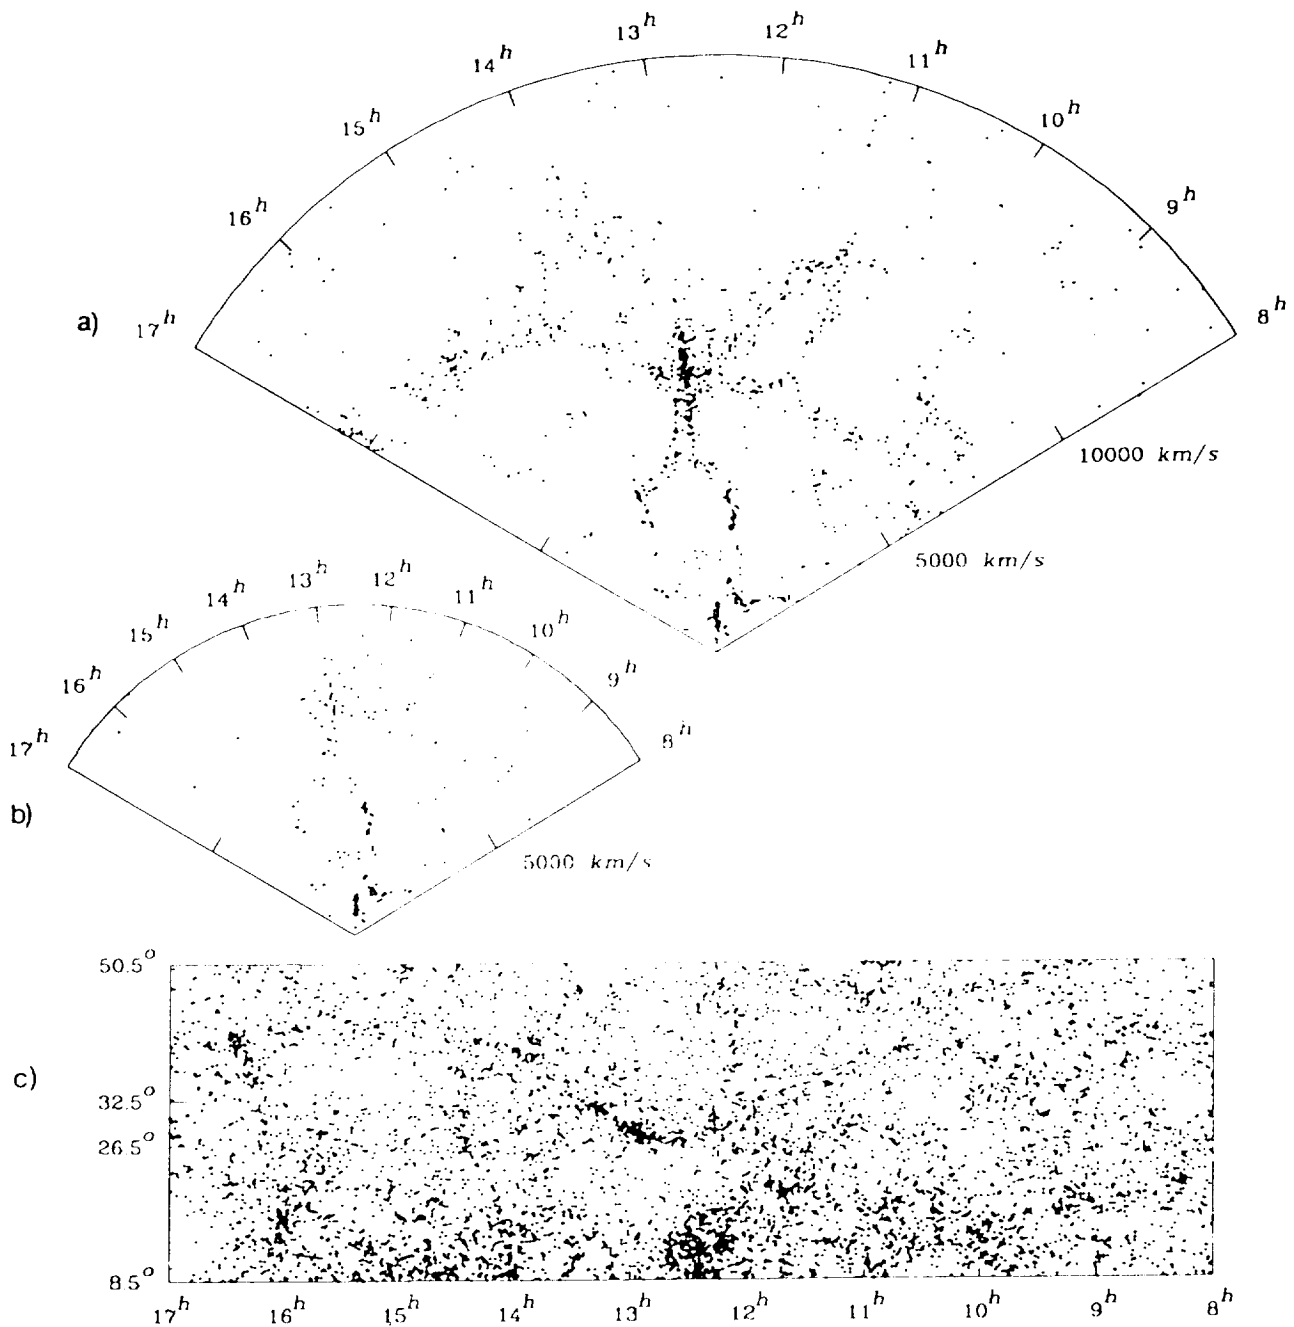 a)
17ʰ
16ʰ
15ʰ
14ʰ
13ʰ
12ʰ
11ʰ
10ʰ
9ʰ
8ʰ
10000 km/s
5000 km/s
b)
17ʰ
16ʰ
15ʰ
14ʰ
13ʰ
12ʰ
11ʰ
10ʰ
9ʰ
8ʰ
5000 km/s
c)
50.5°
32.5°
26.5°
8.5°
17ʰ 16ʰ 15ʰ 14ʰ 13ʰ 12ʰ 11ʰ 10ʰ 9ʰ 8ʰ